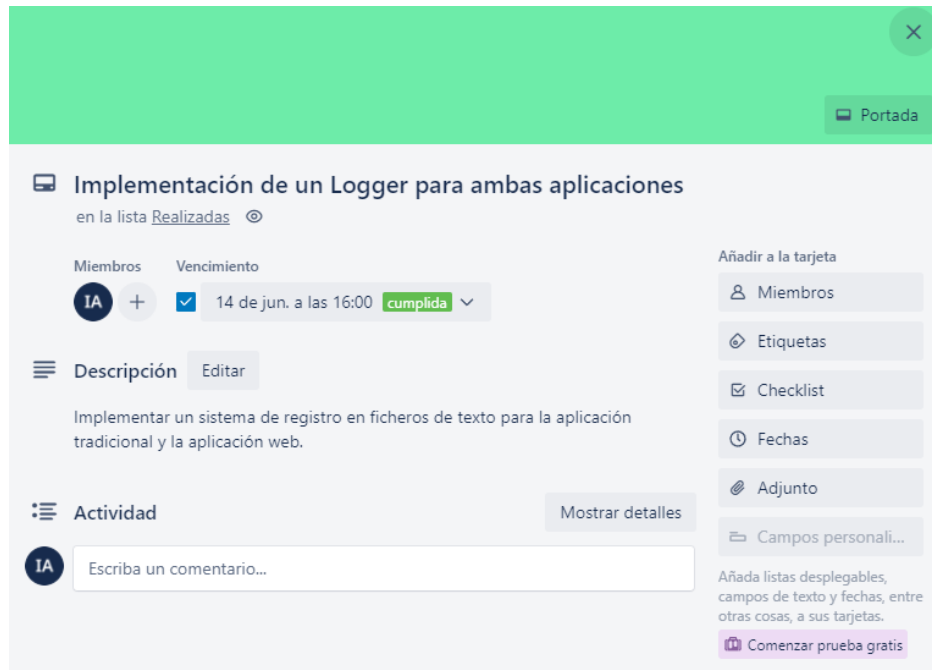 Portada
Implementación de un Logger para ambas aplicaciones
en la lista Realizadas
Miembros
Vencimiento
IA
14 de jun. a las 16:00 cumplida
Descripción
Editar
Implementar un sistema de registro en ficheros de texto para la aplicación
tradicional y la aplicación web.
Actividad
Mostrar detalles
IA
Escriba un comentario...
Añadir a la tarjeta
Miembros
Etiquetas
Checklist
Fechas
Adjunto
Campos personali...
Añada listas desplegables,
campos de texto y fechas, entre
otras cosas, a sus tarjetas.
Comenzar prueba gratis